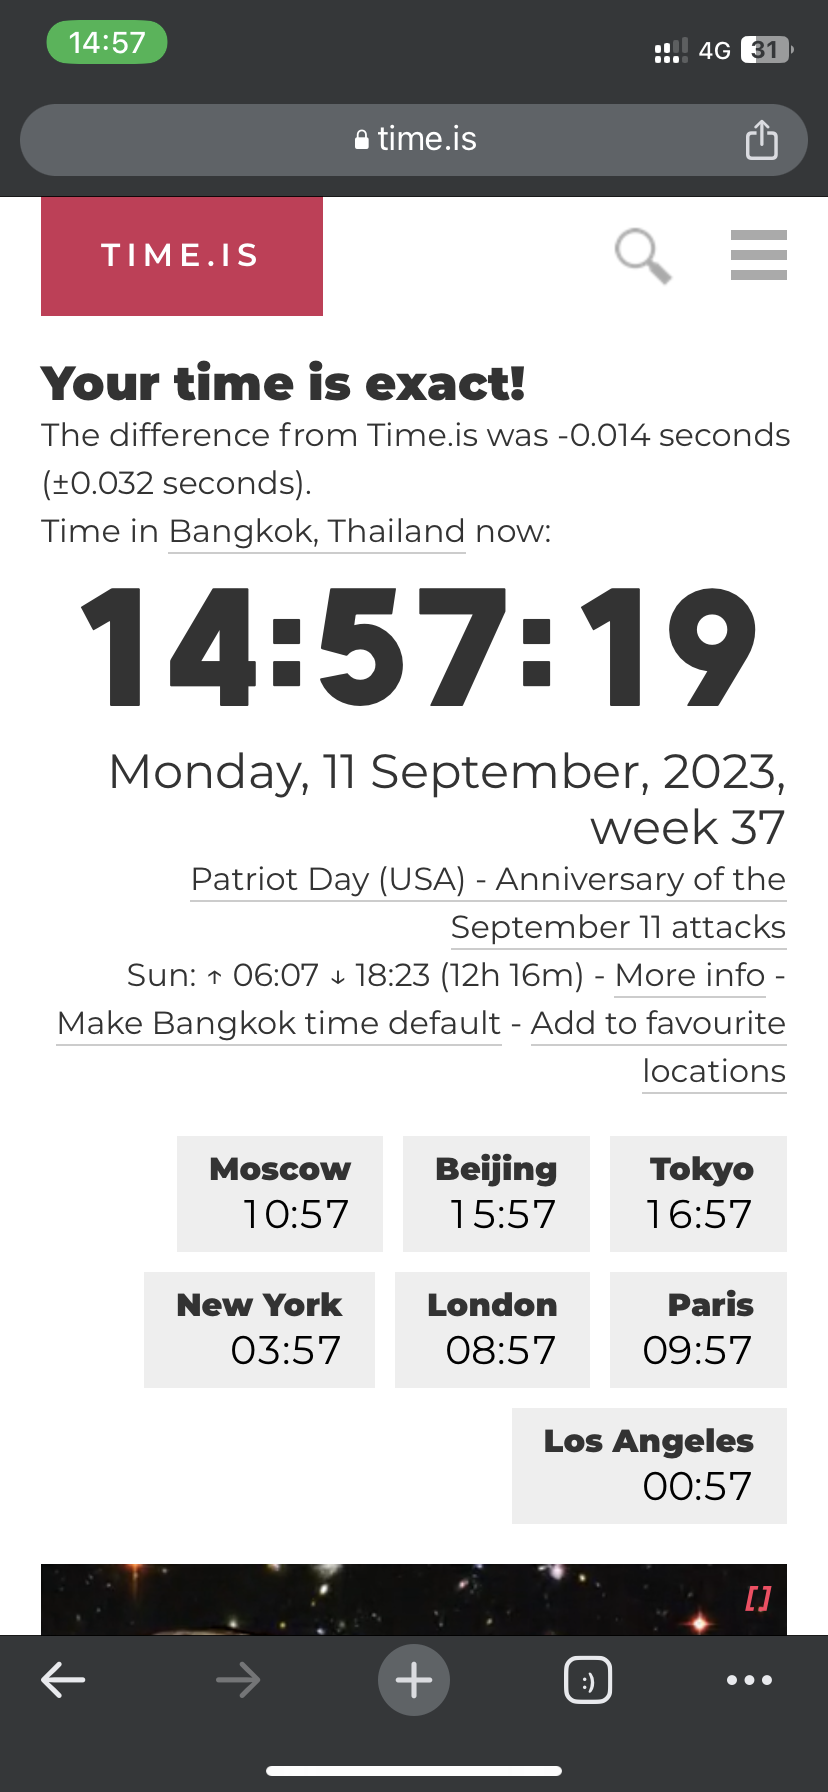 14:57
4G 31
time.is
TIME.IS
Your time is exact!
The difference from Time.is was -0.014 seconds
(±0.032 seconds).
Time in Bangkok, Thailand now:
14:57:19
Monday, 11 September, 2023,
week 37
Patriot Day (USA) - Anniversary of the
September 11 attacks
Sun: ↑ 06:07 ↓ 18:23 (12h 16m) - More info -
Make Bangkok time default - Add to favourite
locations
Moscow Beijing Tokyo
10:57 15:57 16:57
New York London Paris
03:57 08:57 09:57
Los Angeles
00:57
[.]
:)